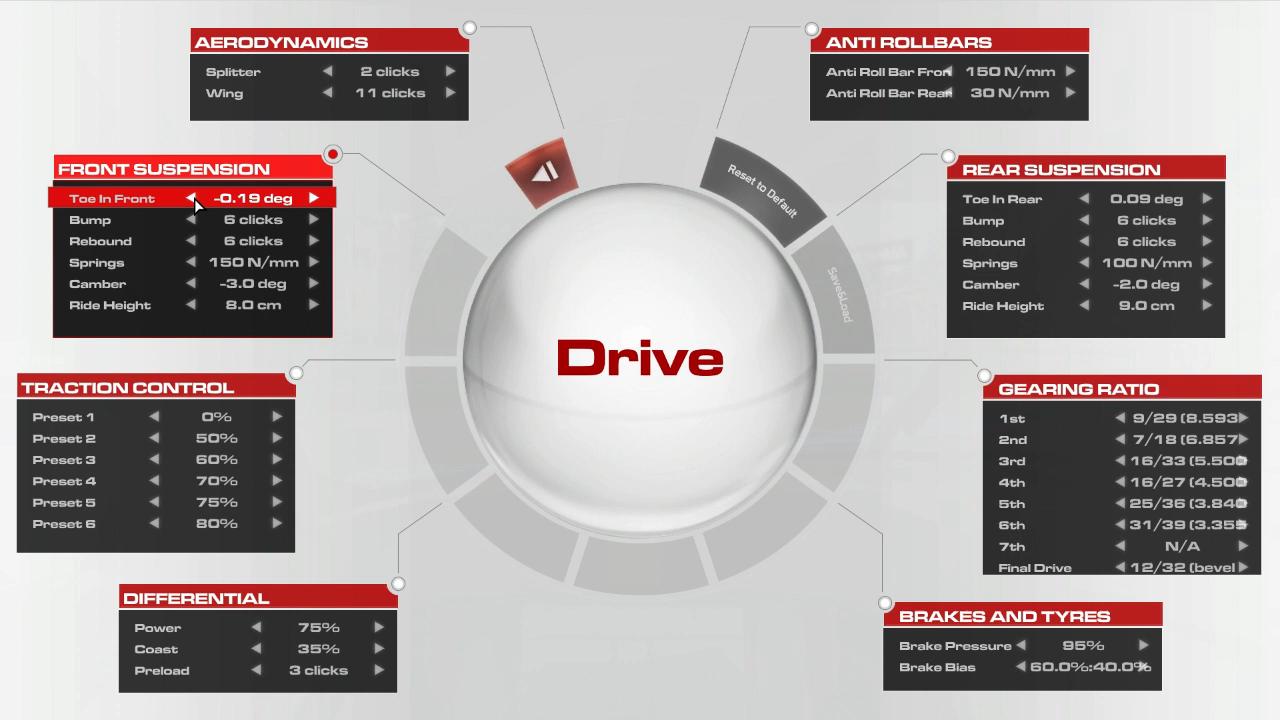 AERODYNAMICS
Splitter 2 clicks
Wing 11 clicks
ANTI ROLLBARS
Anti Roll Bar Fron 150 N/mm
Anti Roll Bar Rear 30 N/mm
FRONT SUSPENSION
Toe In Front -0.19 deg
Bump 6 clicks
Rebound 6 clicks
Springs 150 N/mm
Camber -3.0 deg
Ride Height 8.0 cm
Reset to Default
Save&Load
REAR SUSPENSION
Toe In Rear 0.09 deg
Bump 6 clicks
Rebound 6 clicks
Springs 100 N/mm
Camber -2.0 deg
Ride Height 9.0 cm
Drive
TRACTION CONTROL
Preset 1 0%
Preset 2 50%
Preset 3 60%
Preset 4 70%
Preset 5 75%
Preset 6 80%
GEARING RATIO
1st 9/29 (8.593
2nd 7/18 (6.857
3rd 16/33 (5.500
4th 16/27 (4.500
5th 25/36 (3.840
6th 31/39 (3.355
7th N/A
Final Drive 12/32 (bevel
DIFFERENTIAL
Power 75%
Coast 35%
Preload 3 clicks
BRAKES AND TYRES
Brake Pressure 95%
Brake Bias 60.0%:40.0%